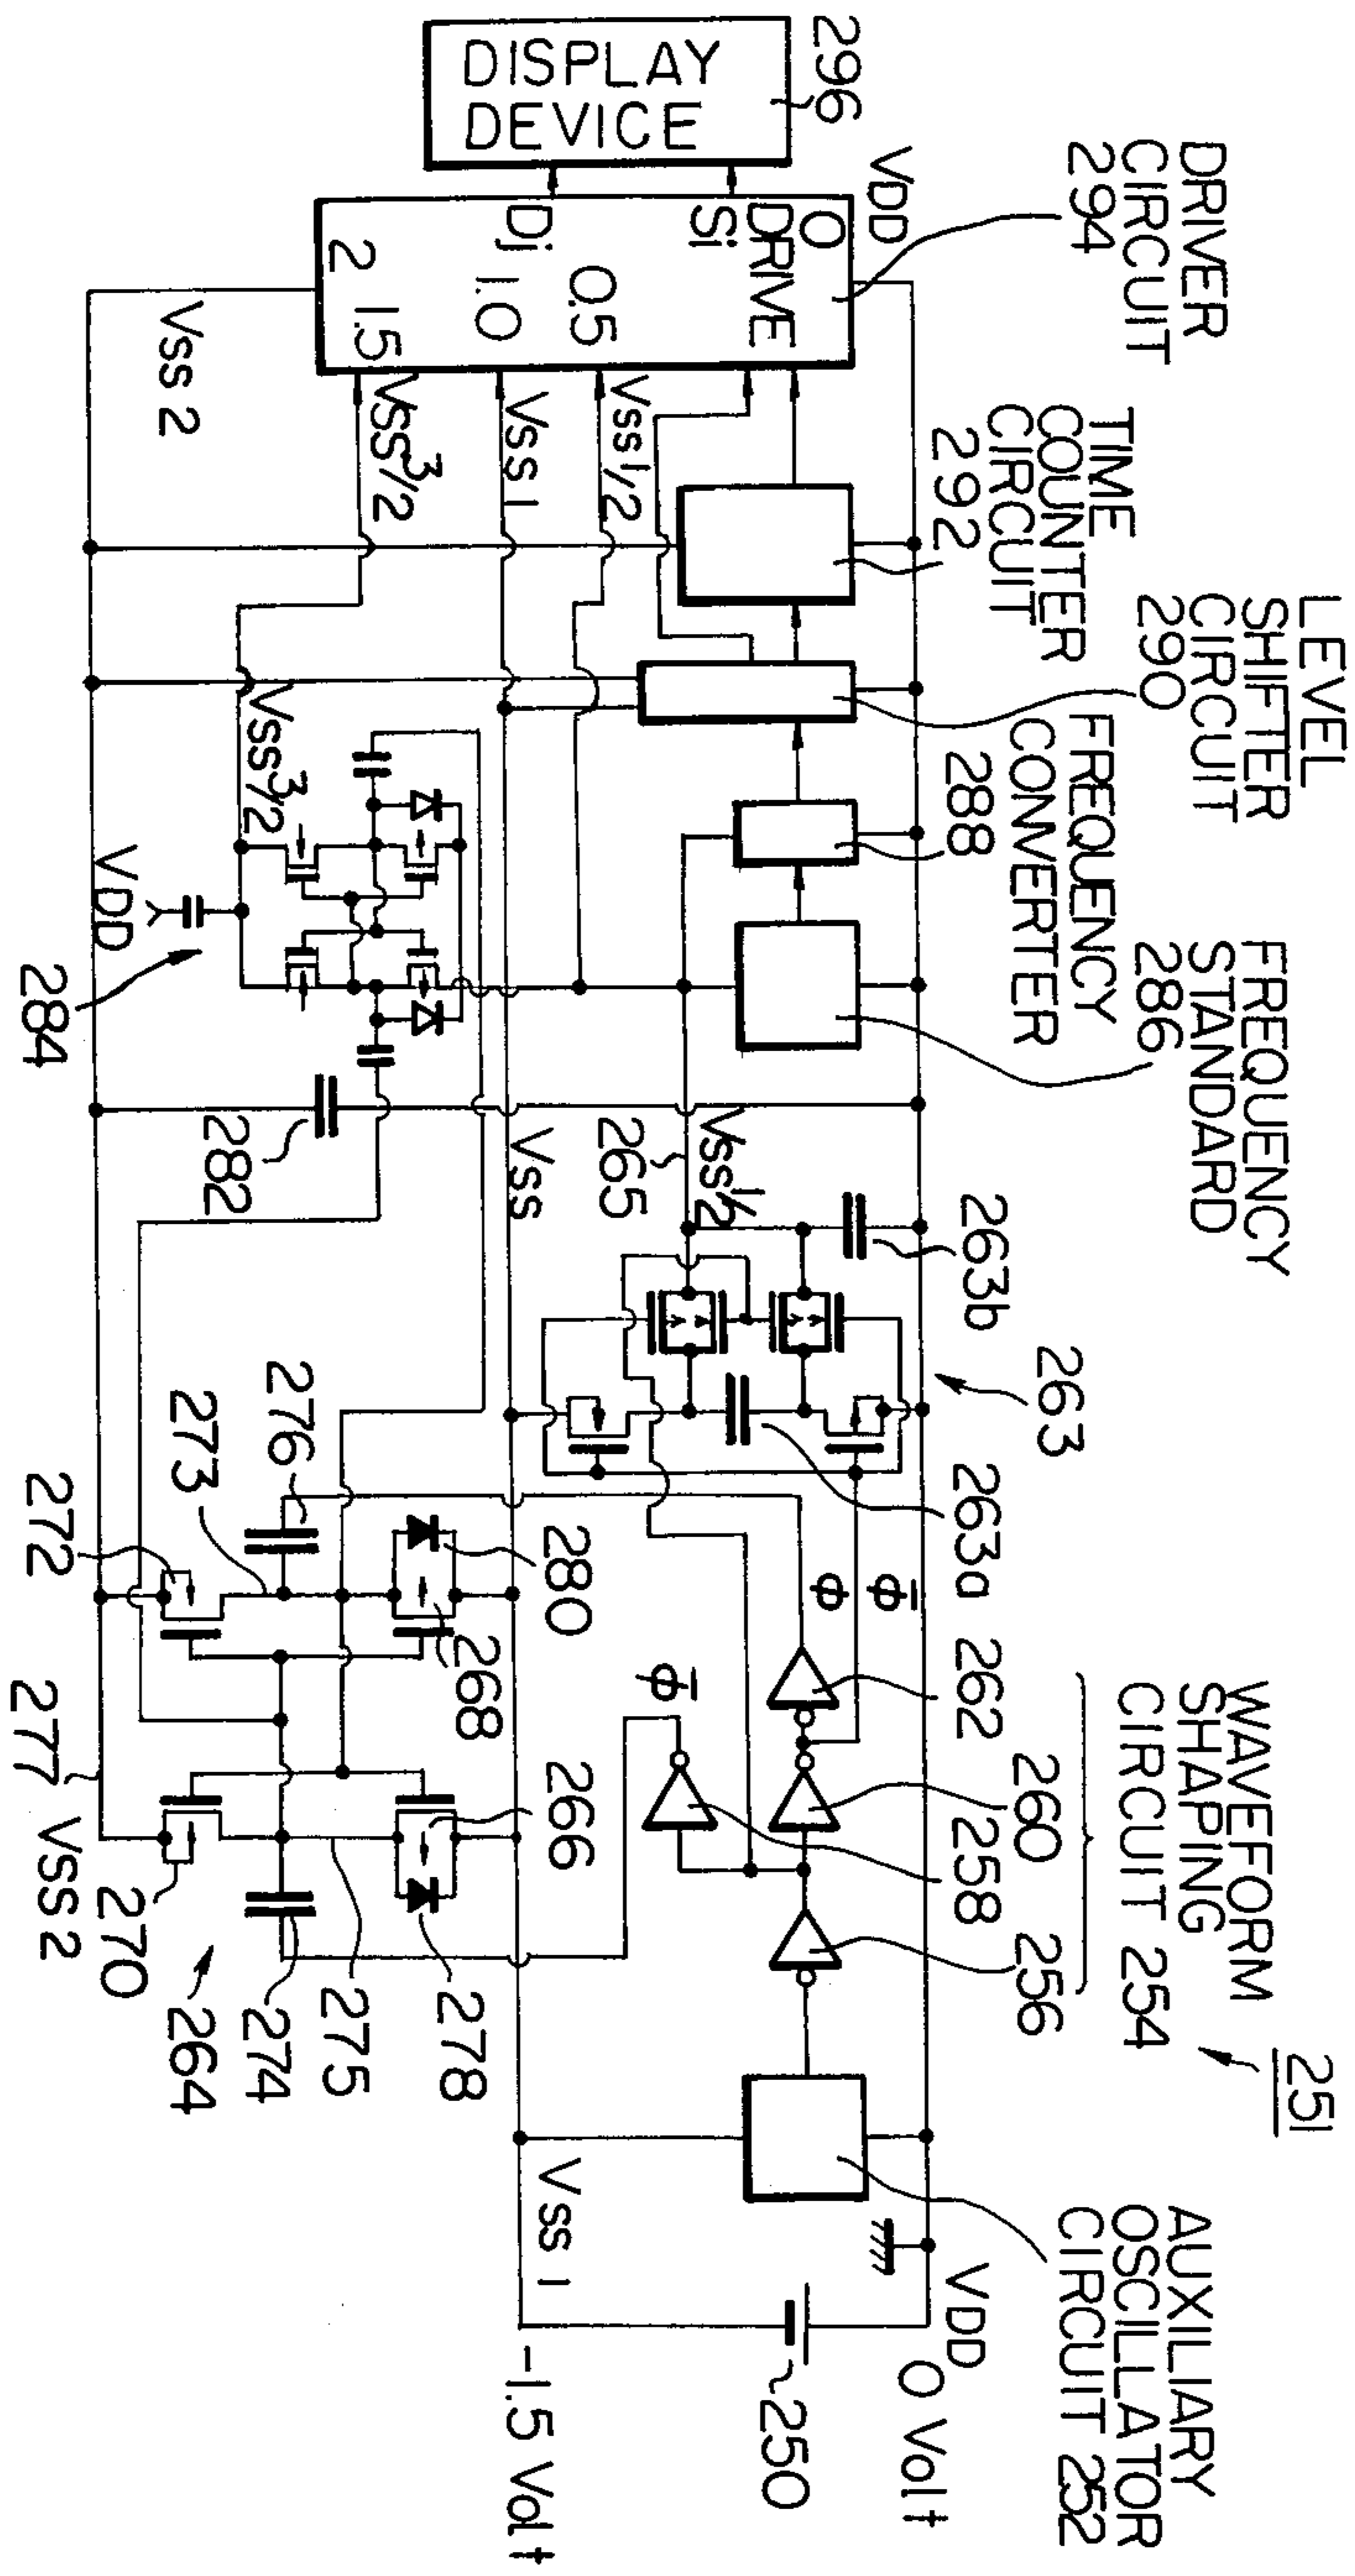 DISPLAY
DEVICE
296
VDD
DRIVER
CIRCUIT
294
O
DRIVE
Si
Dj
0.5
1.0
1.5
2
VSS 2
VSS 3/2
VSS 1
VSS 1/2
TIME
COUNTER
CIRCUIT
292
LEVEL
SHIFTER
CIRCUIT
290
FREQUENCY
CONVERTER
288
FREQUENCY
STANDARD
286
VSS 3/2
VDD
284
282
VSS
265
VSS 1/2
263b
263
263a
Φ
Φ̅
276
273
272
280
268
277
VSS 2
270
264
274
275
278
266
Φ̅
262
260
258
256
WAVEFORM
SHAPING
CIRCUIT 254
251
AUXILIARY
OSCILLATOR
CIRCUIT 252
VSS 1
VDD
0 Volt
-1.5 Volt
250